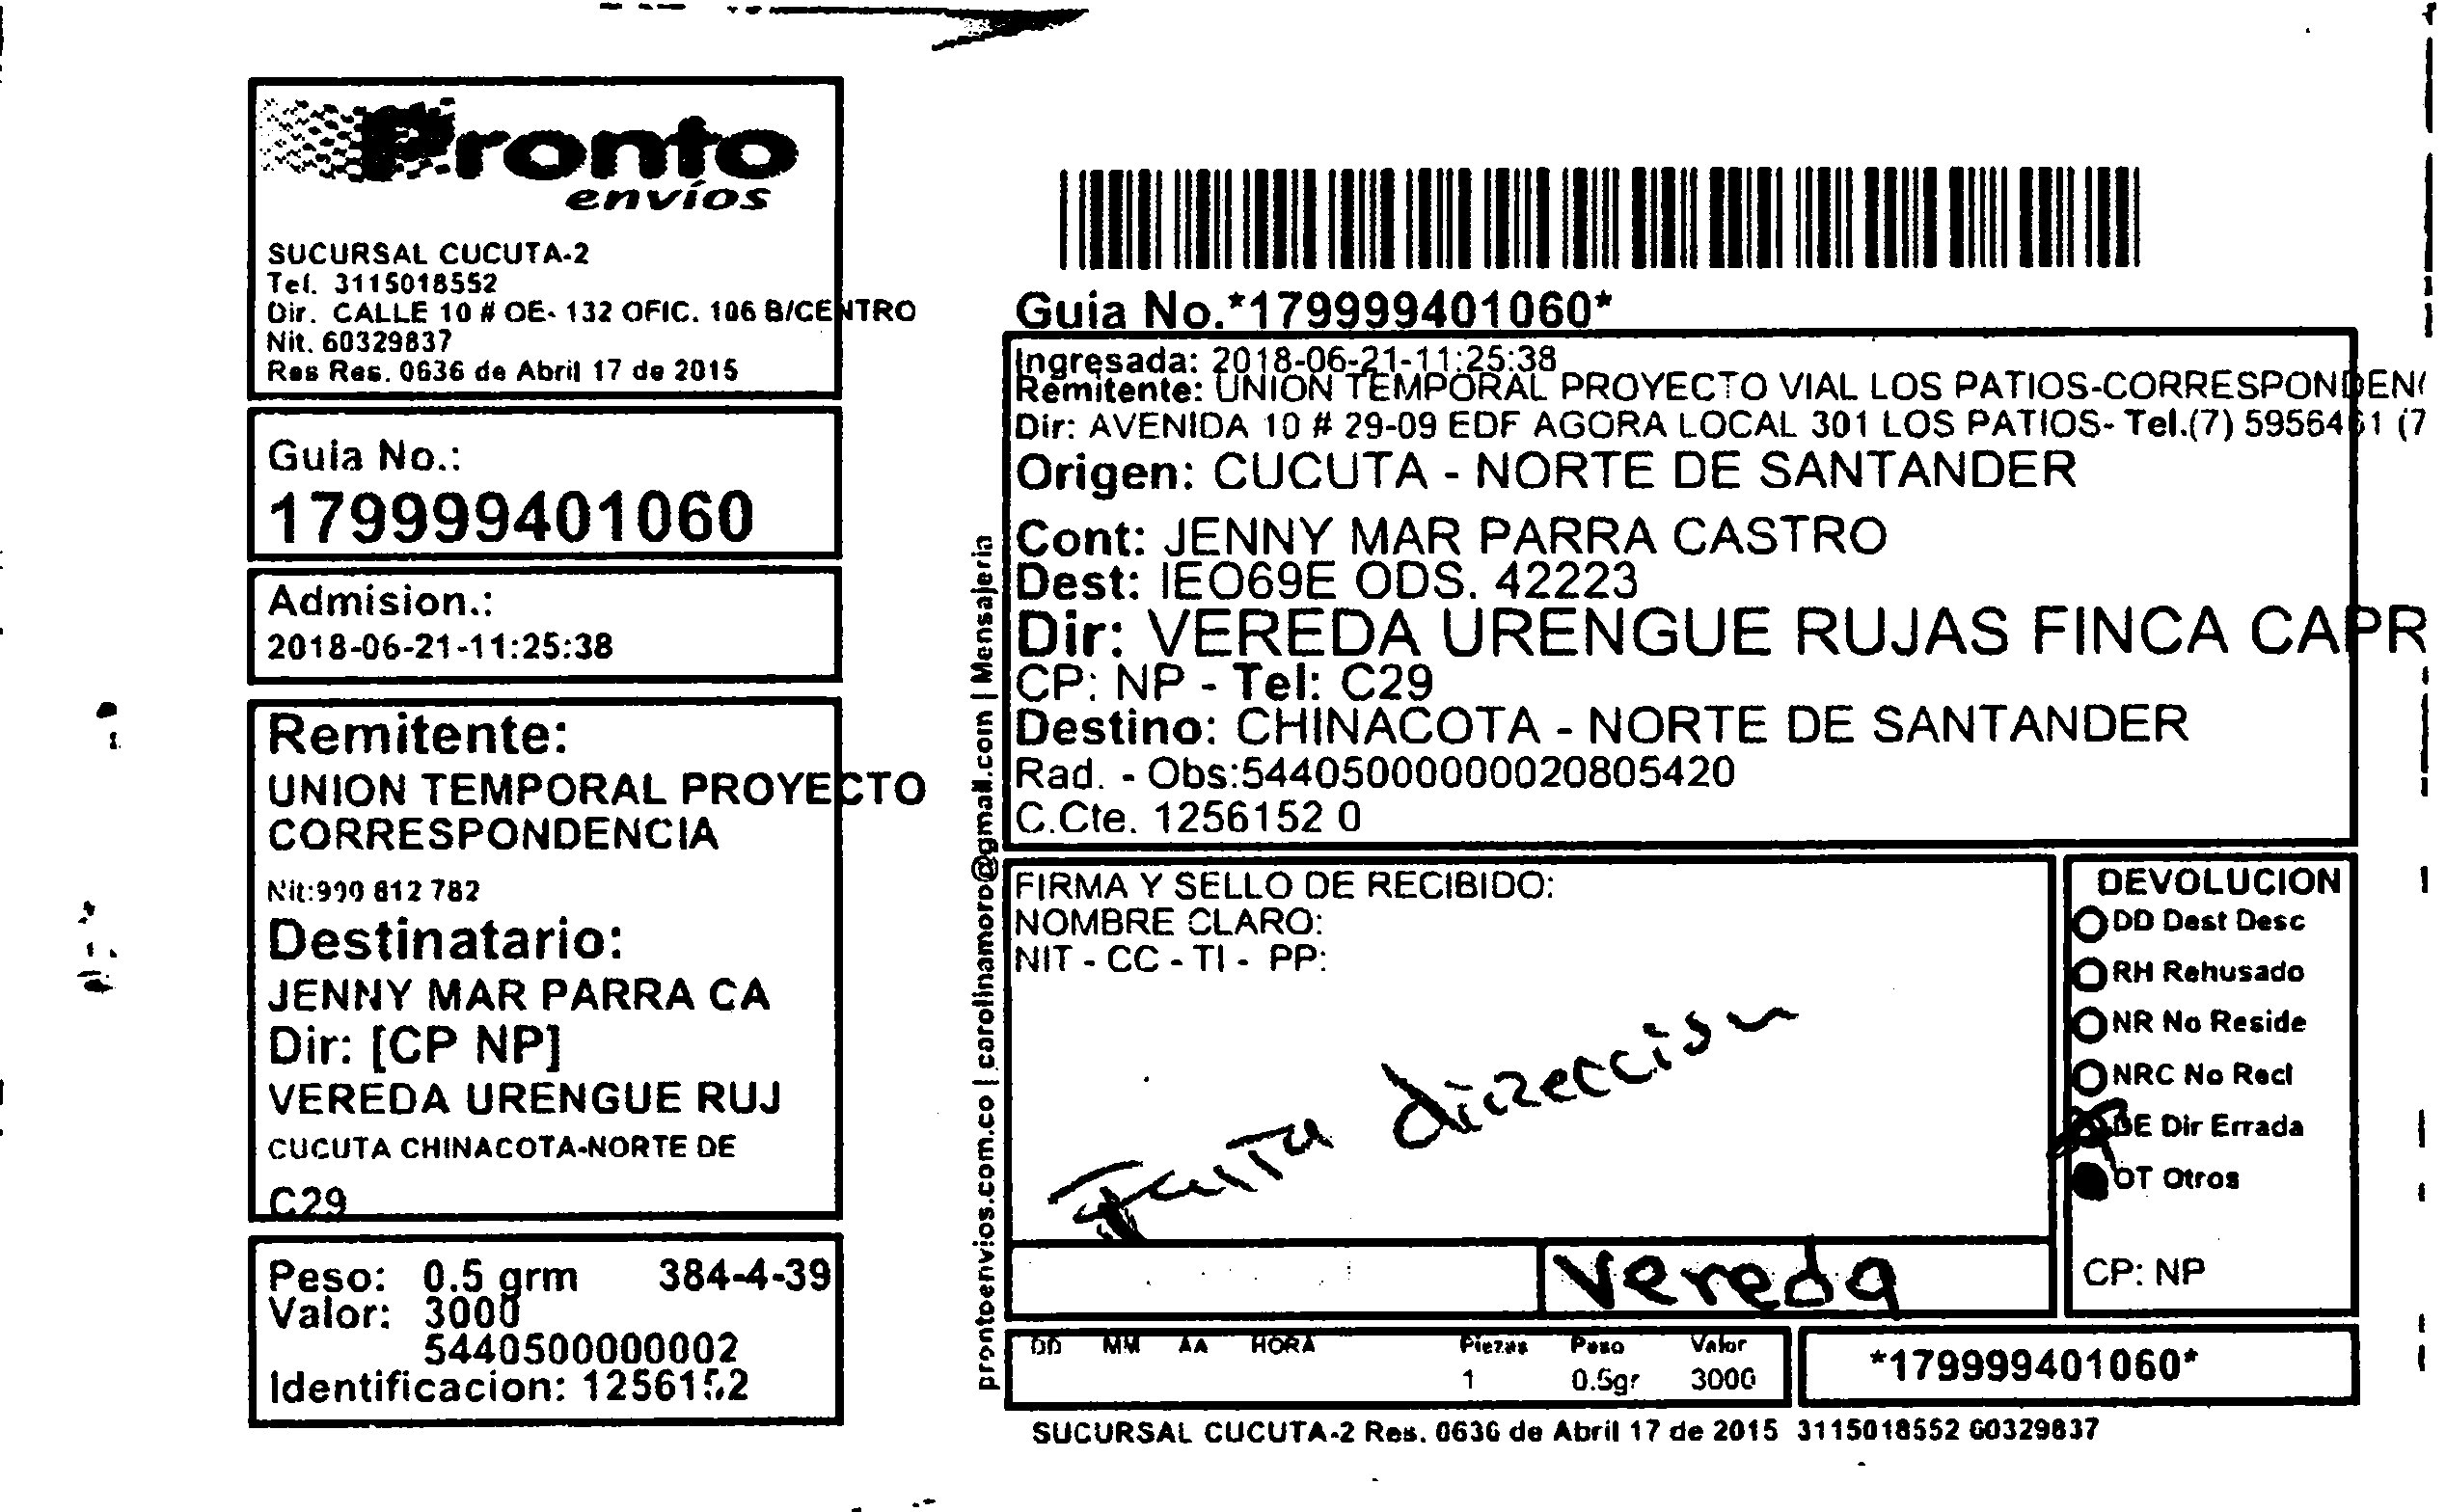 Pronto
envíos
SUCURSAL CUCUTA-2
Tel. 3115018552
Dir. CALLE 10 # OE- 132 OFIC. 106 B/CENTRO
Nit. 60329837
Res Res. 0636 de Abril 17 de 2015
Guia No.:
179999401060
Admision.:
2018-06-21-11:25:38
Remitente:
UNION TEMPORAL PROYECTO
CORRESPONDENCIA
Nit:900 812 782
Destinatario:
JENNY MAR PARRA CA
Dir: [CP NP]
VEREDA URENGUE RUJ
CUCUTA CHINACOTA-NORTE DE
C29
Peso: 0.5 grm 384-4-39
Valor: 3000
5440500000002
Identificacion: 1256152
prontoenvios.com.co | carolinamoro@gmail.com | Mensajeria
Guia No.*179999401060*
Ingresada: 2018-06-21-11:25:38
Remitente: UNION TEMPORAL PROYECTO VIAL LOS PATIOS-CORRESPONDEN
Dir: AVENIDA 10 # 29-09 EDF AGORA LOCAL 301 LOS PATIOS- Tel.(7) 5956461 (7
Origen: CUCUTA - NORTE DE SANTANDER
Cont: JENNY MAR PARRA CASTRO
Dest: IEO69E ODS. 42223
Dir: VEREDA URENGUE RUJAS FINCA CAPR
CP: NP - Tel: C29
Destino: CHINACOTA - NORTE DE SANTANDER
Rad. - Obs:544050000000020805420
C.Cte. 1256152 0
FIRMA Y SELLO DE RECIBIDO:
NOMBRE CLARO:
NIT - CC - TI - PP:
Falta direccion
Vereda
DEVOLUCION
DD Dest Desc
RH Rehusado
NR No Reside
NRC No Recl
DE Dir Errada
OT Otros
CP: NP
DD MM AA HORA Piezas Peso Valor
1 0.5gr 3000
*179999401060*
SUCURSAL CUCUTA-2 Res. 0636 de Abril 17 de 2015 3115018552 60329837